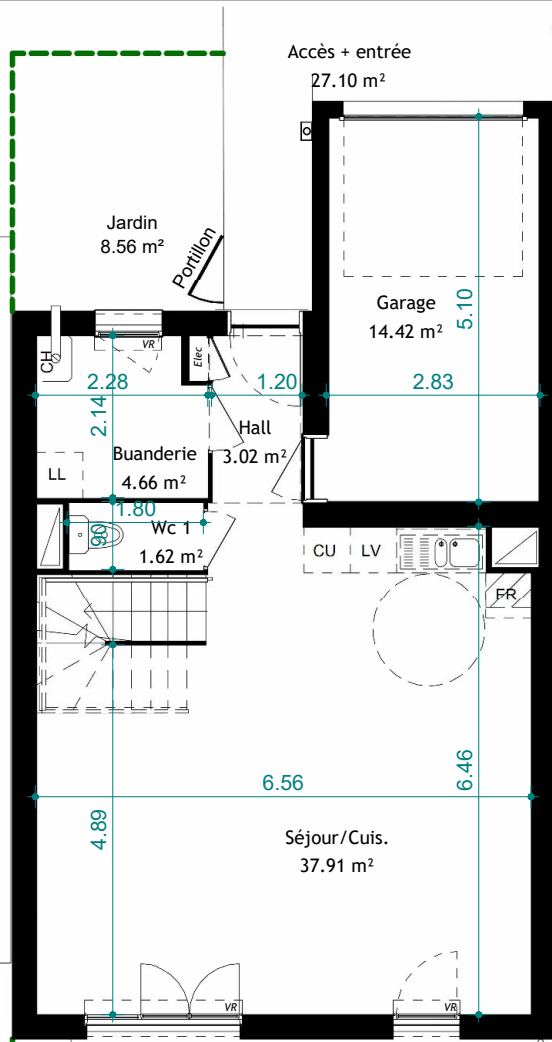 Accès + entrée
27.10 m²
Jardin
8.56 m²
Portillon
Garage
14.42 m²
5.10
CH
VR
Elec
2.28
1.20
2.83
2.14
Hall
3.02 m²
Buanderie
4.66 m²
LL
1.80
90
Wc 1
1.62 m²
CU
LV
FR
6.56
6.46
4.89
Séjour/Cuis.
37.91 m²
VR
VR